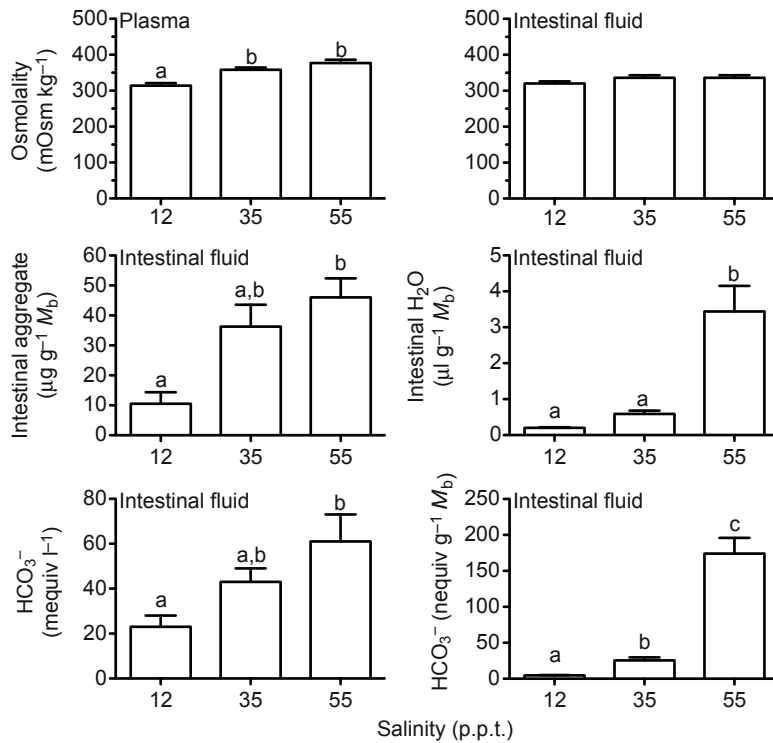 Plasma
Osmolality
(mOsm kg–1)
500
400
300
200
100
0
a
b
b
12
35
55
Intestinal fluid
500
400
300
200
100
0
12
35
55
Intestinal fluid
Intestinal aggregate
(µg g–1 Mb)
60
50
40
30
20
10
0
a
a,b
b
12
35
55
Intestinal fluid
Intestinal H2O
(µl g–1 Mb)
5
4
3
2
1
0
a
a
b
12
35
55
Intestinal fluid
HCO3–
(mequiv l–1)
80
60
40
20
0
a
a,b
b
12
35
55
Intestinal fluid
HCO3– (nequiv g–1 Mb)
250
200
150
100
50
0
a
b
c
12
35
55
Salinity (p.p.t.)